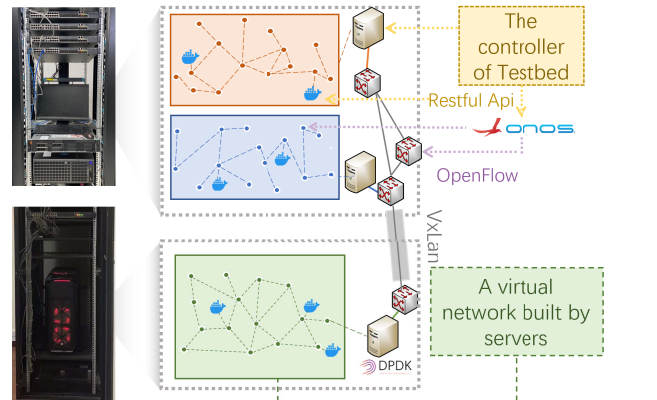 The
controller
of Testbed
Restful Api
onos
OpenFlow
VxLan
A virtual
network built by
servers
DPDK